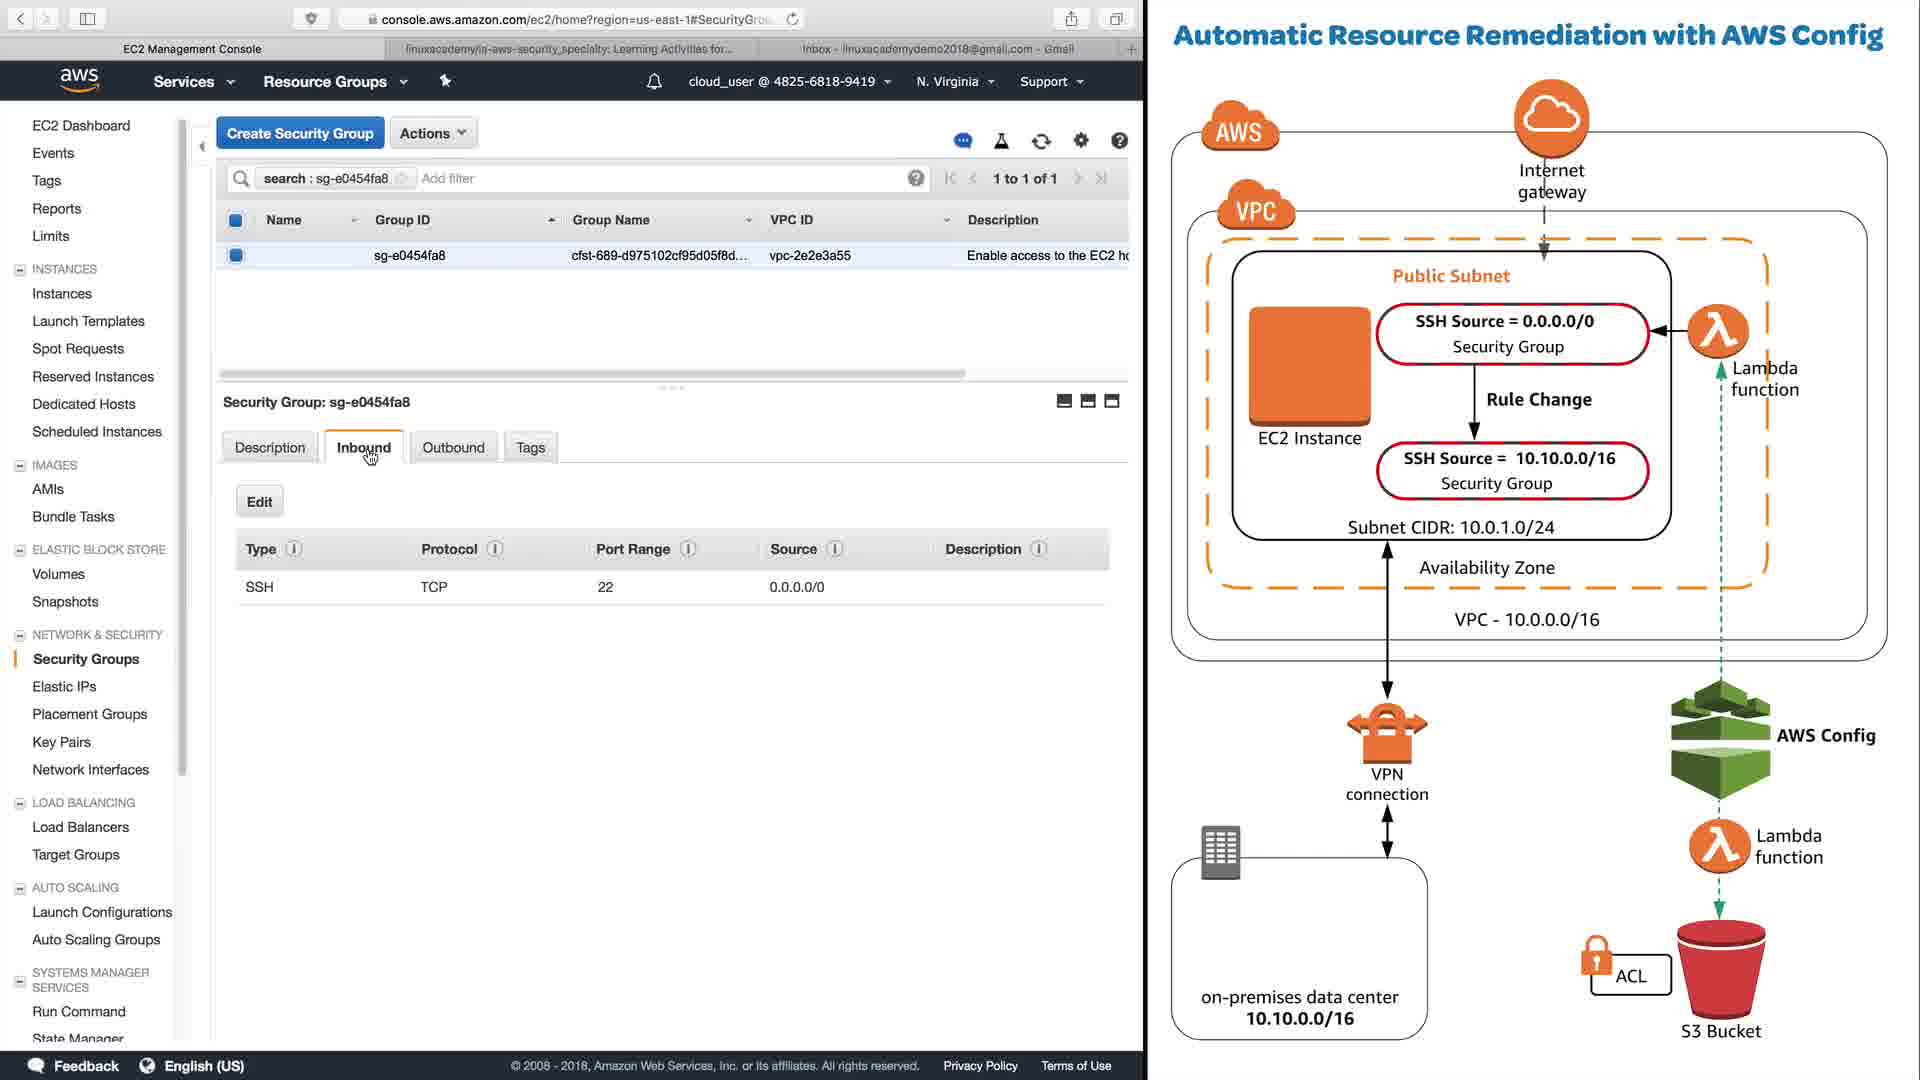 console.aws.amazon.com/ec2/home?region=us-east-1#SecurityGrou
EC2 Management Console
linuxacademy/la-aws-security_specialty: Learning Activities for...
Inbox - linuxacademydemo2018@gmail.com - Gmail
aws
Services
Resource Groups
cloud_user @ 4825-6818-9419
N. Virginia
Support
EC2 Dashboard
Events
Tags
Reports
Limits
INSTANCES
Instances
Launch Templates
Spot Requests
Reserved Instances
Dedicated Hosts
Scheduled Instances
IMAGES
AMIs
Bundle Tasks
ELASTIC BLOCK STORE
Volumes
Snapshots
NETWORK & SECURITY
Security Groups
Elastic IPs
Placement Groups
Key Pairs
Network Interfaces
LOAD BALANCING
Load Balancers
Target Groups
AUTO SCALING
Launch Configurations
Auto Scaling Groups
SYSTEMS MANAGER
SERVICES
Run Command
State Manager
Create Security Group
Actions
search : sg-e0454fa8
Add filter
1 to 1 of 1
Name Group ID Group Name VPC ID Description
sg-e0454fa8 cfst-689-d975102cf95d05f8d... vpc-2e2e3a55 Enable access to the EC2 ho
Security Group: sg-e0454fa8
Description Inbound Outbound Tags
Edit
Type Protocol Port Range Source Description
SSH TCP 22 0.0.0.0/0
Feedback
English (US)
© 2008 - 2018, Amazon Web Services, Inc. or its affiliates. All rights reserved.
Privacy Policy
Terms of Use
Automatic Resource Remediation with AWS Config
AWS
Internet
gateway
VPC
Public Subnet
SSH Source = 0.0.0.0/0
Security Group
Lambda
function
Rule Change
EC2 Instance
SSH Source = 10.10.0.0/16
Security Group
Subnet CIDR: 10.0.1.0/24
Availability Zone
VPC - 10.0.0.0/16
AWS Config
VPN
connection
Lambda
function
ACL
on-premises data center
10.10.0.0/16
S3 Bucket